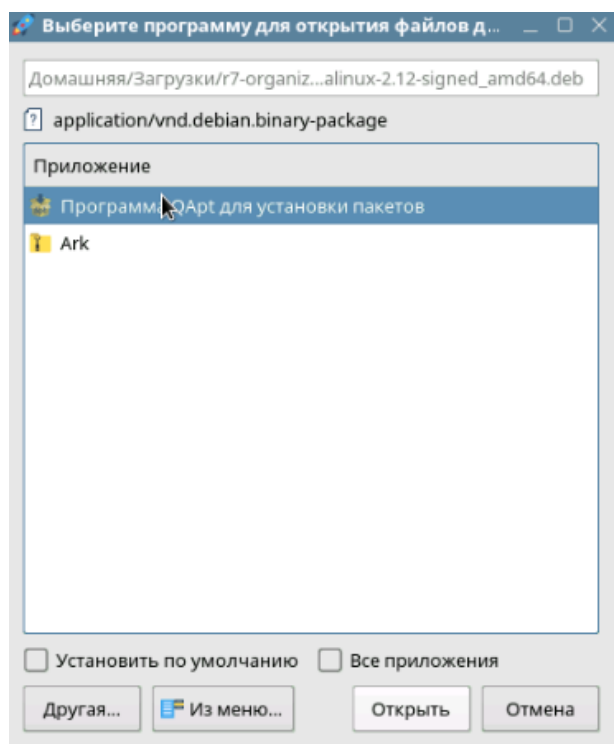 Выберите программу для открытия файлов д...
Домашняя/Загрузки/r7-organiz...alinux-2.12-signed_amd64.deb
application/vnd.debian.binary-package
Приложение
Программа QApt для установки пакетов
Ark
Установить по умолчанию Все приложения
Другая... Из меню... Открыть Отмена